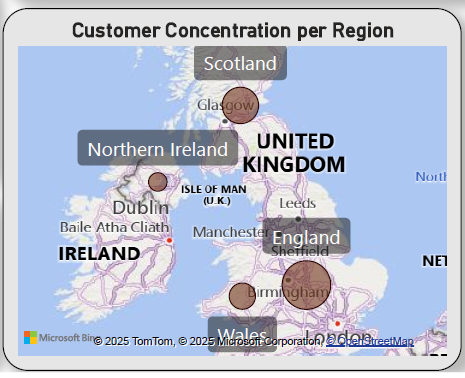 Customer Concentration per Region
Scotland
Glasgow
Northern Ireland
UNITED
KINGDOM
ISLE OF MAN
(U.K.)
North
Dublin
Baile Átha Cliath
Leeds
Manchester
England
Sheffield
IRELAND
NET
Birmingham
Wales
London
Microsoft Bing
© 2025 TomTom, © 2025 Microsoft Corporation, © OpenStreetMap